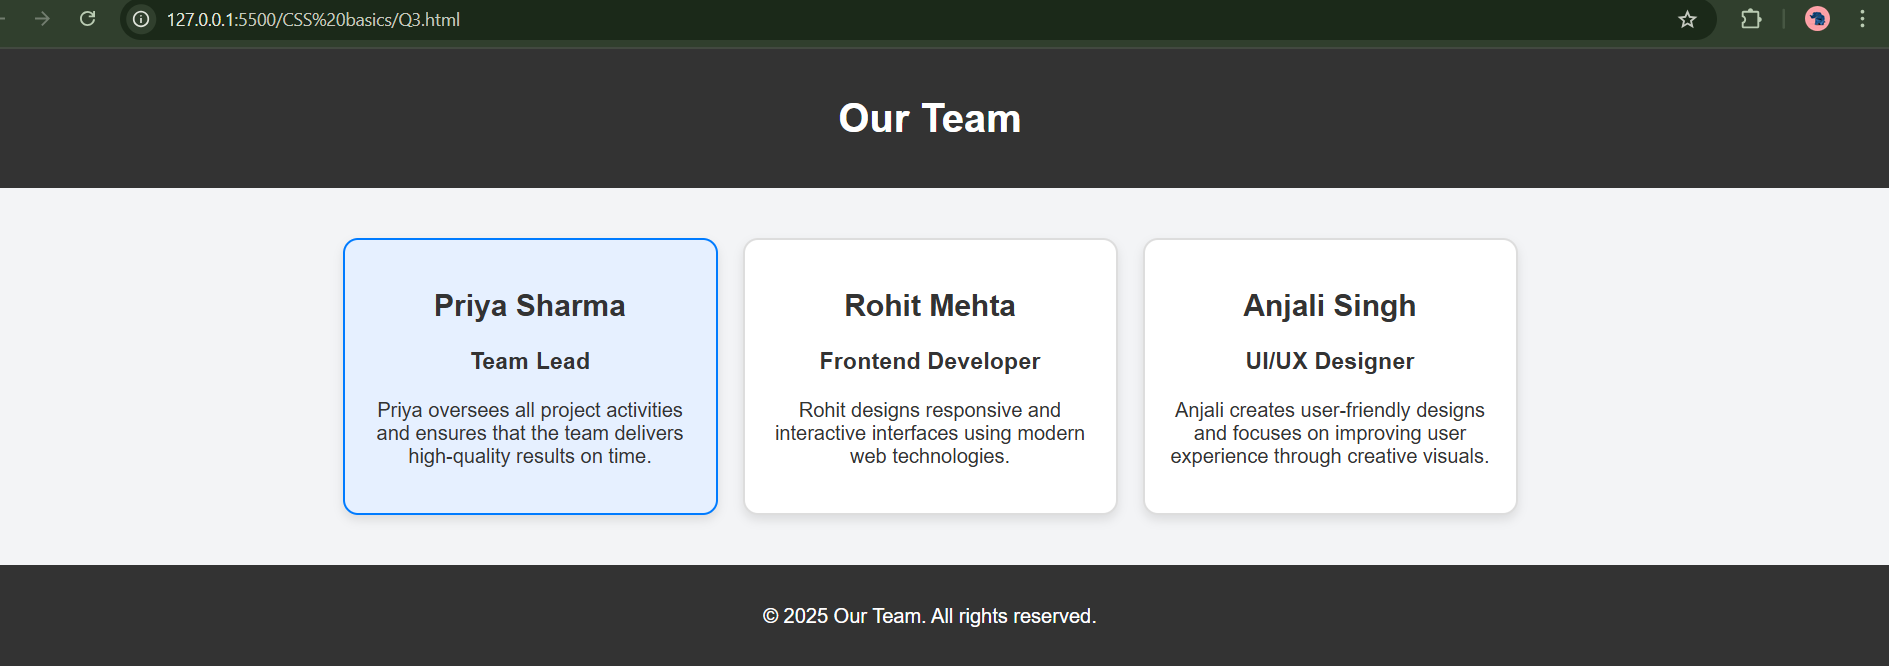 127.0.0.1:5500/CSS%20basics/Q3.html
Our Team
Priya Sharma
Team Lead
Priya oversees all project activities
and ensures that the team delivers
high-quality results on time.
Rohit Mehta
Frontend Developer
Rohit designs responsive and
interactive interfaces using modern
web technologies.
Anjali Singh
UI/UX Designer
Anjali creates user-friendly designs
and focuses on improving user
experience through creative visuals.
© 2025 Our Team. All rights reserved.